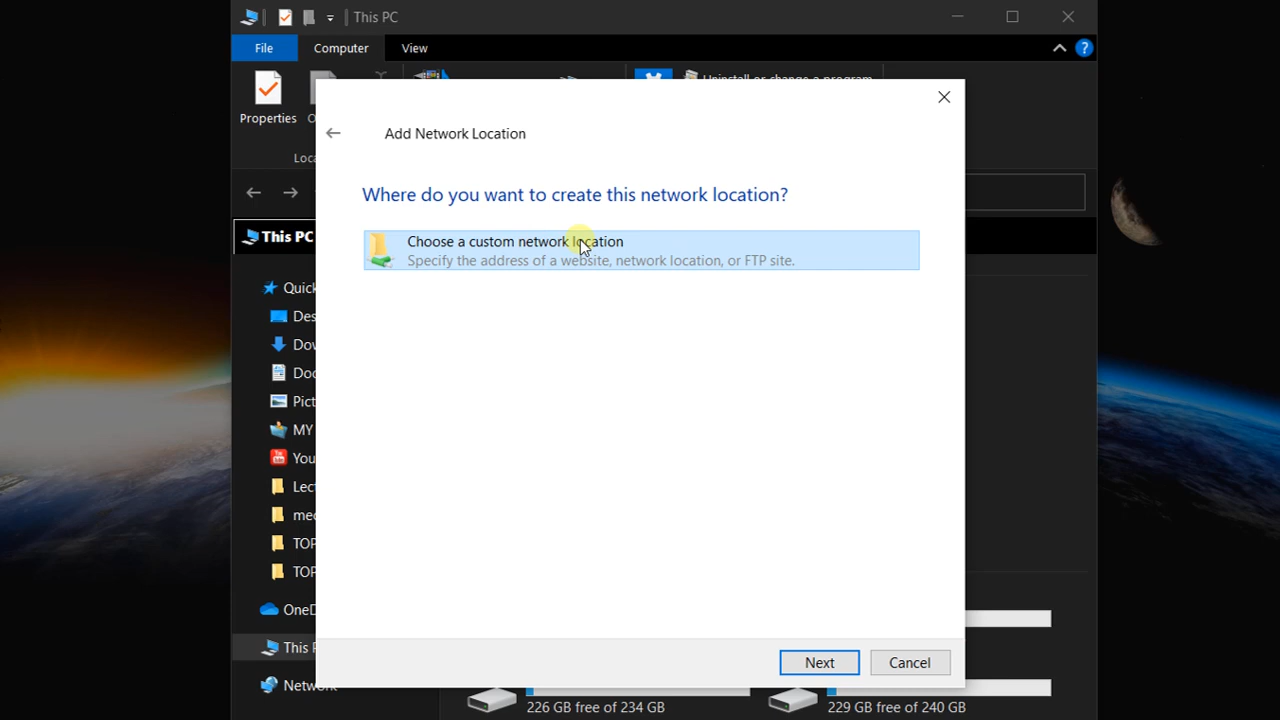 This PC
File
Computer
View
Uninstall or change a program
Properties
Add Network Location
Where do you want to create this network location?
This PC
Choose a custom network location
Specify the address of a website, network location, or FTP site.
Quick
MY
This
Network
Next
Cancel
226 GB free of 234 GB
229 GB free of 240 GB